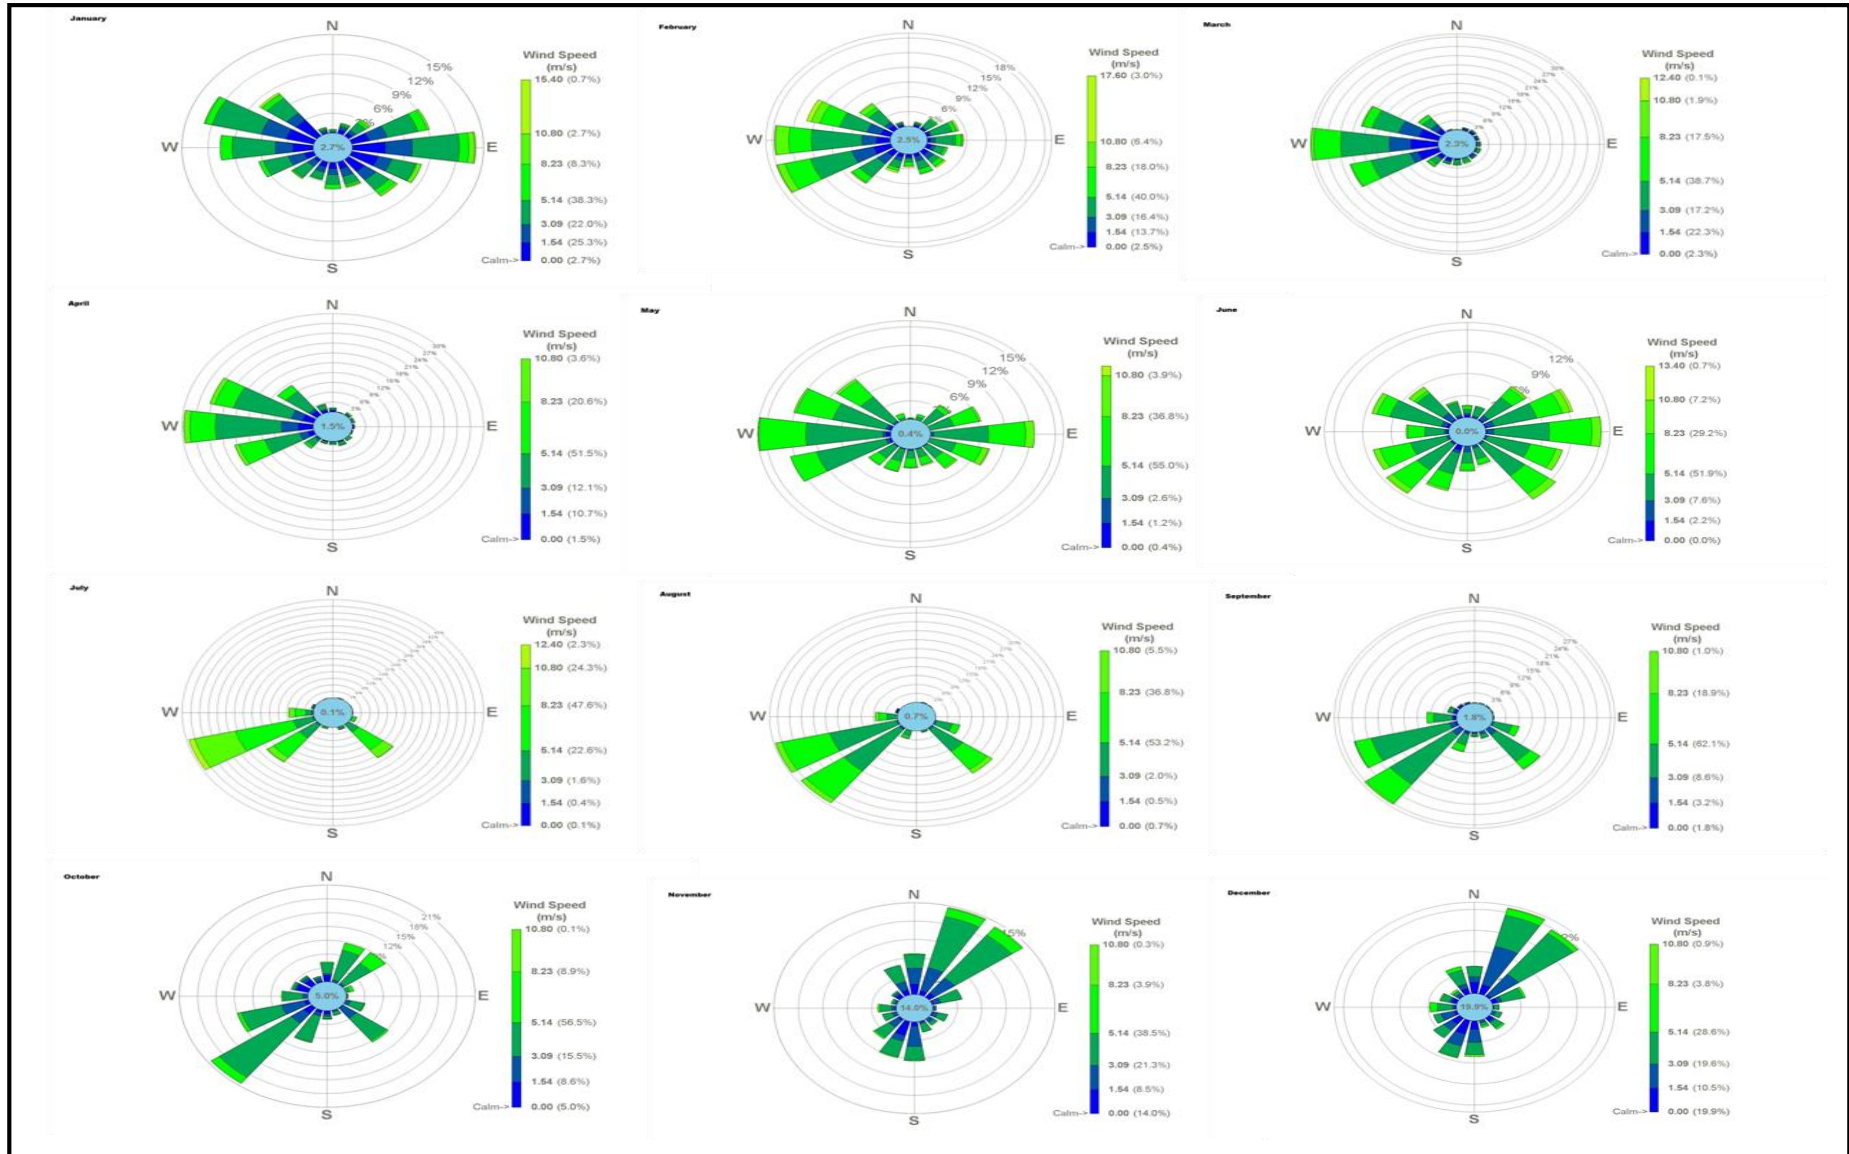 January
N
W
E
S
15%
12%
9%
6%
2.7%
Wind Speed
(m/s)
15.40 (0.7%)
10.80 (2.7%)
8.23 (8.3%)
5.14 (38.3%)
3.09 (22.0%)
1.54 (25.3%)
Calm-> 0.00 (2.7%)
February
N
W
E
S
18%
15%
12%
9%
6%
2.5%
Wind Speed
(m/s)
17.60 (3.0%)
10.80 (6.4%)
8.23 (18.0%)
5.14 (40.0%)
3.09 (16.4%)
1.54 (13.7%)
Calm-> 0.00 (2.5%)
March
N
W
E
S
2.3%
Wind Speed
(m/s)
12.40 (0.1%)
10.80 (1.9%)
8.23 (17.5%)
5.14 (38.7%)
3.09 (17.2%)
1.54 (22.3%)
Calm-> 0.00 (2.3%)
April
N
W
E
S
1.5%
Wind Speed
(m/s)
10.80 (3.6%)
8.23 (20.6%)
5.14 (51.5%)
3.09 (12.1%)
1.54 (10.7%)
Calm-> 0.00 (1.5%)
May
N
W
E
S
15%
12%
9%
6%
0.4%
Wind Speed
(m/s)
10.80 (3.9%)
8.23 (36.8%)
5.14 (55.0%)
3.09 (2.6%)
1.54 (1.2%)
Calm-> 0.00 (0.4%)
June
N
W
E
S
12%
9%
0.0%
Wind Speed
(m/s)
13.40 (0.7%)
10.80 (7.2%)
8.23 (29.2%)
5.14 (51.9%)
3.09 (7.6%)
1.54 (2.2%)
Calm-> 0.00 (0.0%)
July
N
W
E
S
0.1%
Wind Speed
(m/s)
12.40 (2.3%)
10.80 (24.3%)
8.23 (47.6%)
5.14 (22.6%)
3.09 (1.6%)
1.54 (0.4%)
Calm-> 0.00 (0.1%)
August
N
W
E
S
0.7%
Wind Speed
(m/s)
10.80 (5.5%)
8.23 (36.8%)
5.14 (53.2%)
3.09 (2.0%)
1.54 (0.5%)
Calm-> 0.00 (0.7%)
September
N
W
E
S
27%
24%
21%
18%
15%
12%
1.8%
Wind Speed
(m/s)
10.80 (1.0%)
8.23 (18.9%)
5.14 (62.1%)
3.09 (8.6%)
1.54 (3.2%)
Calm-> 0.00 (1.8%)
October
N
W
E
S
21%
18%
15%
12%
5.0%
Wind Speed
(m/s)
10.80 (0.1%)
8.23 (8.9%)
5.14 (56.5%)
3.09 (15.5%)
1.54 (8.6%)
Calm-> 0.00 (5.0%)
November
N
W
E
S
15%
14.0%
Wind Speed
(m/s)
10.80 (0.3%)
8.23 (3.9%)
5.14 (38.5%)
3.09 (21.3%)
1.54 (8.5%)
Calm-> 0.00 (14.0%)
December
N
W
E
S
19.9%
Wind Speed
(m/s)
10.80 (0.9%)
8.23 (3.8%)
5.14 (28.6%)
3.09 (19.6%)
1.54 (10.5%)
Calm-> 0.00 (19.9%)